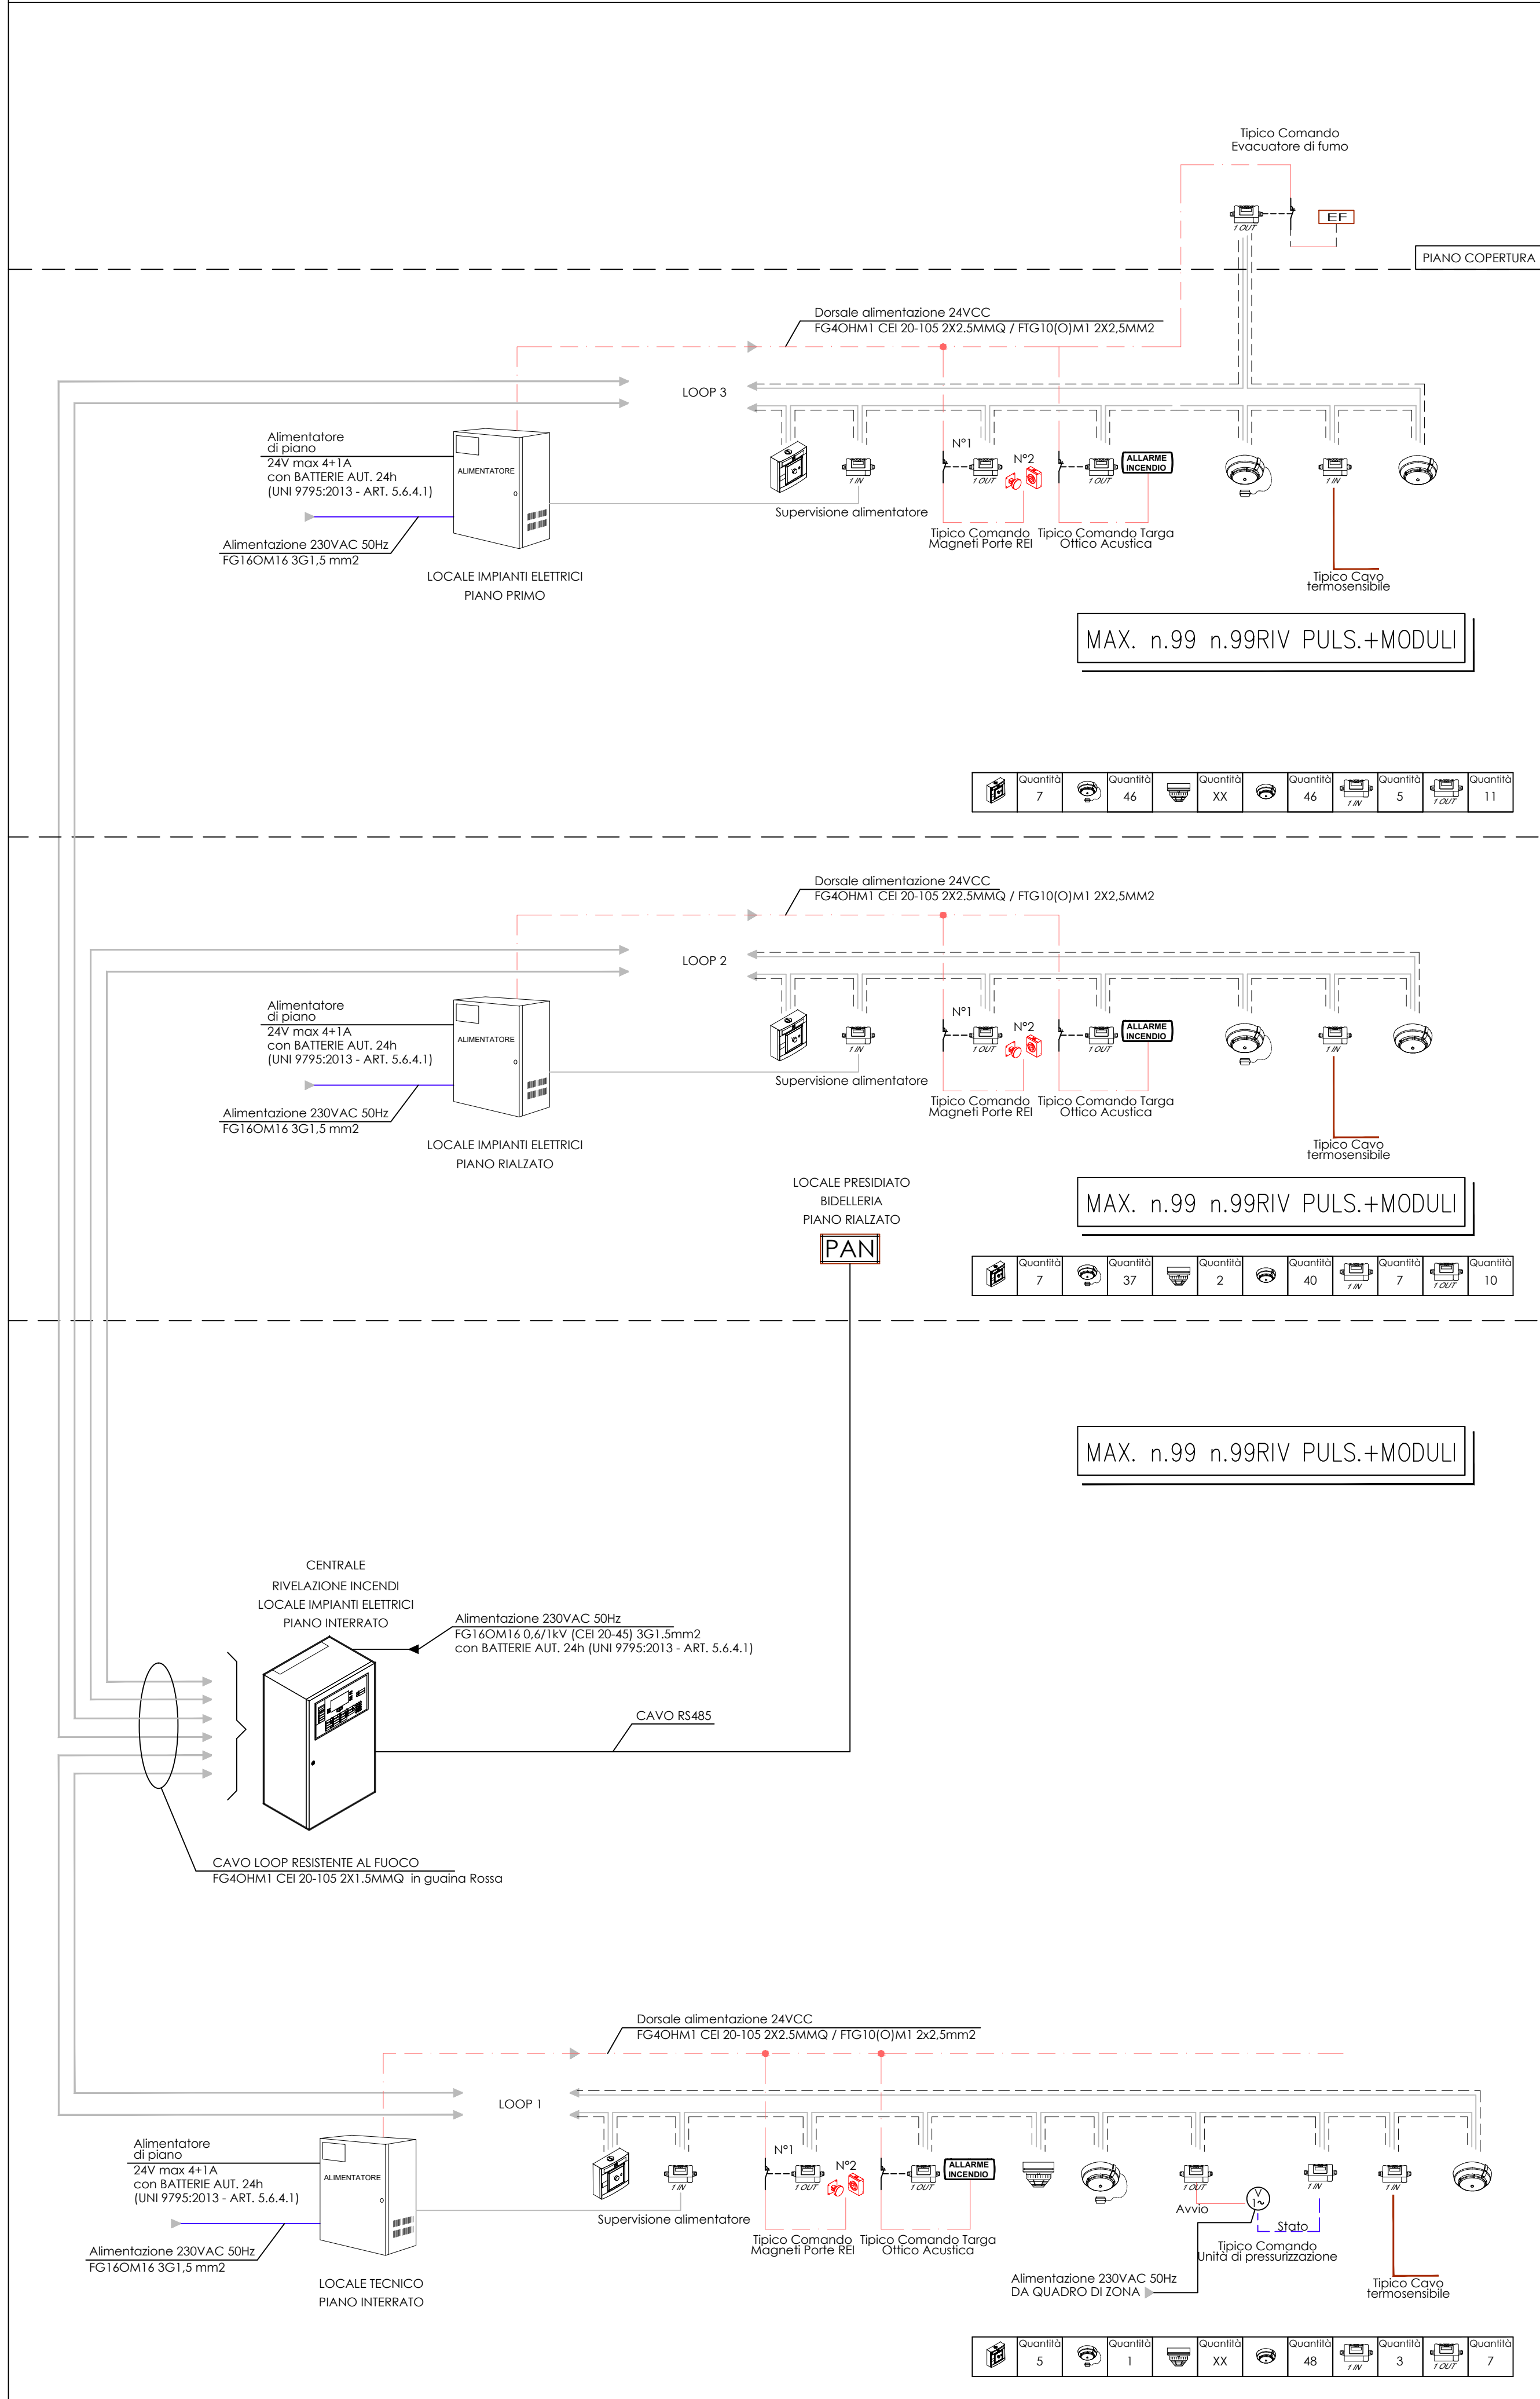 Tipico Comando
Evacuatore di fumo
1 OUT
EF
PIANO COPERTURA
Dorsale alimentazione 24VCC
FG4OHM1 CEI 20-105 2X2.5MMQ / FTG10(O)M1 2X2,5MM2
LOOP 3
Alimentatore
di piano
24V max 4+1A
con BATTERIE AUT. 24h
(UNI 9795:2013 - ART. 5.6.4.1)
ALIMENTATORE
Alimentazione 230VAC 50Hz
FG16OM16 3G1,5 mm2
LOCALE IMPIANTI ELETTRICI
PIANO PRIMO
1 IN
Supervisione alimentatore
N°1
1 OUT
N°2
Tipico Comando
Magneti Porte REI
1 OUT
ALLARME
INCENDIO
Tipico Comando Targa
Ottico Acustica
1 IN
Tipico Cavo
termosensibile
MAX. n.99 n.99RIV PULS.+MODULI
Quantità Quantità Quantità Quantità Quantità Quantità
7 46 XX 46 1 IN 5 1 OUT 11
Dorsale alimentazione 24VCC
FG4OHM1 CEI 20-105 2X2.5MMQ / FTG10(O)M1 2X2,5MM2
LOOP 2
Alimentatore
di piano
24V max 4+1A
con BATTERIE AUT. 24h
(UNI 9795:2013 - ART. 5.6.4.1)
ALIMENTATORE
Alimentazione 230VAC 50Hz
FG16OM16 3G1,5 mm2
LOCALE IMPIANTI ELETTRICI
PIANO RIALZATO
1 IN
Supervisione alimentatore
N°1
1 OUT
N°2
Tipico Comando
Magneti Porte REI
1 OUT
ALLARME
INCENDIO
Tipico Comando Targa
Ottico Acustica
1 IN
Tipico Cavo
termosensibile
LOCALE PRESIDIATO
BIDELLERIA
PIANO RIALZATO
PAN
MAX. n.99 n.99RIV PULS.+MODULI
Quantità Quantità Quantità Quantità Quantità Quantità
7 37 2 40 1 IN 7 1 OUT 10
MAX. n.99 n.99RIV PULS.+MODULI
CENTRALE
RIVELAZIONE INCENDI
LOCALE IMPIANTI ELETTRICI
PIANO INTERRATO
Alimentazione 230VAC 50Hz
FG16OM16 0,6/1kV (CEI 20-45) 3G1.5mm2
con BATTERIE AUT. 24h (UNI 9795:2013 - ART. 5.6.4.1)
CAVO RS485
CAVO LOOP RESISTENTE AL FUOCO
FG4OHM1 CEI 20-105 2X1.5MMQ in guaina Rossa
Dorsale alimentazione 24VCC
FG4OHM1 CEI 20-105 2X2.5MMQ / FTG10(O)M1 2x2,5mm2
LOOP 1
Alimentatore
di piano
24V max 4+1A
con BATTERIE AUT. 24h
(UNI 9795:2013 - ART. 5.6.4.1)
ALIMENTATORE
Alimentazione 230VAC 50Hz
FG16OM16 3G1,5 mm2
LOCALE TECNICO
PIANO INTERRATO
1 IN
Supervisione alimentatore
N°1
1 OUT
N°2
Tipico Comando
Magneti Porte REI
1 OUT
ALLARME
INCENDIO
Tipico Comando Targa
Ottico Acustica
1 OUT
Avvio
V
1~
Stato
1 IN
Tipico Comando
Unità di pressurizzazione
Alimentazione 230VAC 50Hz
DA QUADRO DI ZONA
1 IN
Tipico Cavo
termosensibile
Quantità Quantità Quantità Quantità Quantità Quantità
5 1 XX 48 1 IN 3 1 OUT 7